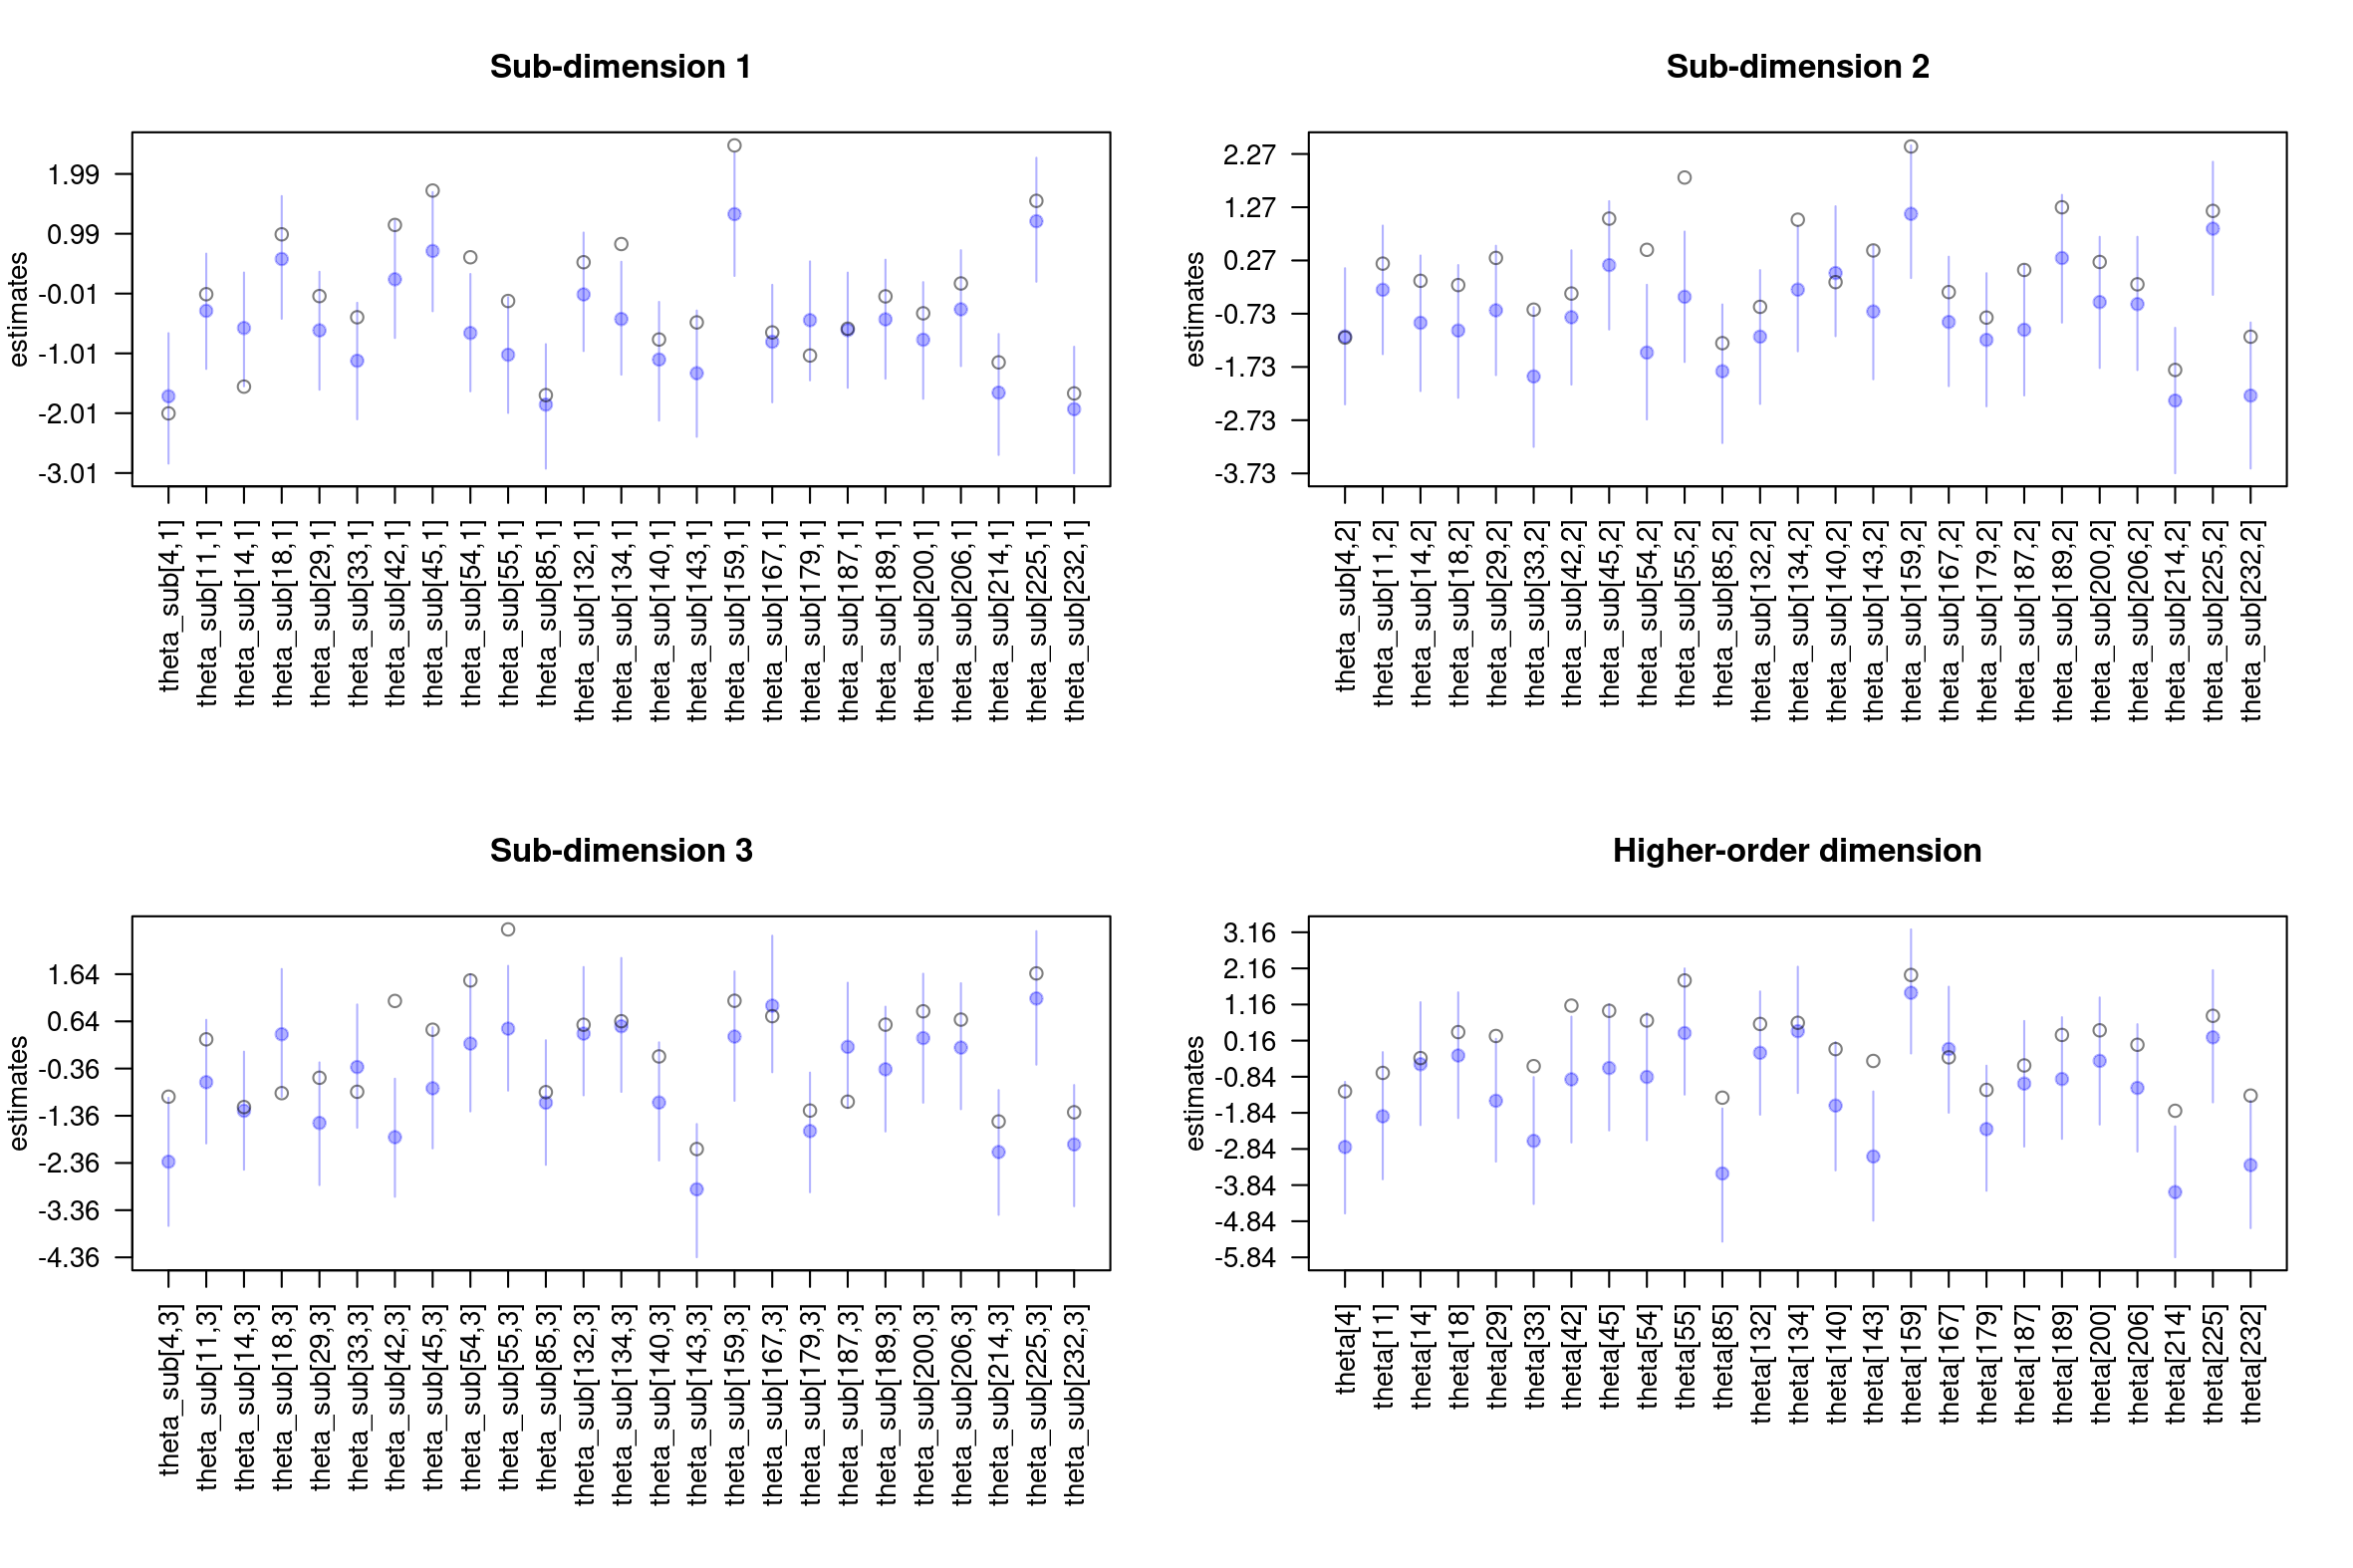 Sub-dimension 1
estimates
1.99
0.99
-0.01
-1.01
-2.01
-3.01
theta_sub[4,1]
theta_sub[11,1]
theta_sub[14,1]
theta_sub[18,1]
theta_sub[29,1]
theta_sub[33,1]
theta_sub[42,1]
theta_sub[45,1]
theta_sub[54,1]
theta_sub[55,1]
theta_sub[85,1]
theta_sub[132,1]
theta_sub[134,1]
theta_sub[140,1]
theta_sub[143,1]
theta_sub[159,1]
theta_sub[167,1]
theta_sub[179,1]
theta_sub[187,1]
theta_sub[189,1]
theta_sub[200,1]
theta_sub[206,1]
theta_sub[214,1]
theta_sub[225,1]
theta_sub[232,1]
Sub-dimension 2
estimates
2.27
1.27
0.27
-0.73
-1.73
-2.73
-3.73
theta_sub[4,2]
theta_sub[11,2]
theta_sub[14,2]
theta_sub[18,2]
theta_sub[29,2]
theta_sub[33,2]
theta_sub[42,2]
theta_sub[45,2]
theta_sub[54,2]
theta_sub[55,2]
theta_sub[85,2]
theta_sub[132,2]
theta_sub[134,2]
theta_sub[140,2]
theta_sub[143,2]
theta_sub[159,2]
theta_sub[167,2]
theta_sub[179,2]
theta_sub[187,2]
theta_sub[189,2]
theta_sub[200,2]
theta_sub[206,2]
theta_sub[214,2]
theta_sub[225,2]
theta_sub[232,2]
Sub-dimension 3
estimates
1.64
0.64
-0.36
-1.36
-2.36
-3.36
-4.36
theta_sub[4,3]
theta_sub[11,3]
theta_sub[14,3]
theta_sub[18,3]
theta_sub[29,3]
theta_sub[33,3]
theta_sub[42,3]
theta_sub[45,3]
theta_sub[54,3]
theta_sub[55,3]
theta_sub[85,3]
theta_sub[132,3]
theta_sub[134,3]
theta_sub[140,3]
theta_sub[143,3]
theta_sub[159,3]
theta_sub[167,3]
theta_sub[179,3]
theta_sub[187,3]
theta_sub[189,3]
theta_sub[200,3]
theta_sub[206,3]
theta_sub[214,3]
theta_sub[225,3]
theta_sub[232,3]
Higher-order dimension
estimates
3.16
2.16
1.16
0.16
-0.84
-1.84
-2.84
-3.84
-4.84
-5.84
theta[4]
theta[11]
theta[14]
theta[18]
theta[29]
theta[33]
theta[42]
theta[45]
theta[54]
theta[55]
theta[85]
theta[132]
theta[134]
theta[140]
theta[143]
theta[159]
theta[167]
theta[179]
theta[187]
theta[189]
theta[200]
theta[206]
theta[214]
theta[225]
theta[232]